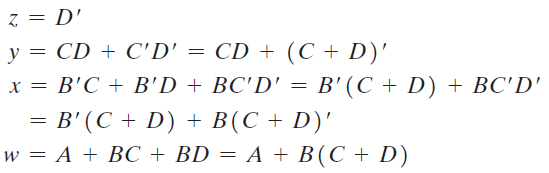 z = D'
y = CD + C'D' = CD + (C + D)'
x = B'C + B'D + BC'D' = B'(C + D) + BC'D'
= B'(C + D) + B(C + D)'
w = A + BC + BD = A + B(C + D)